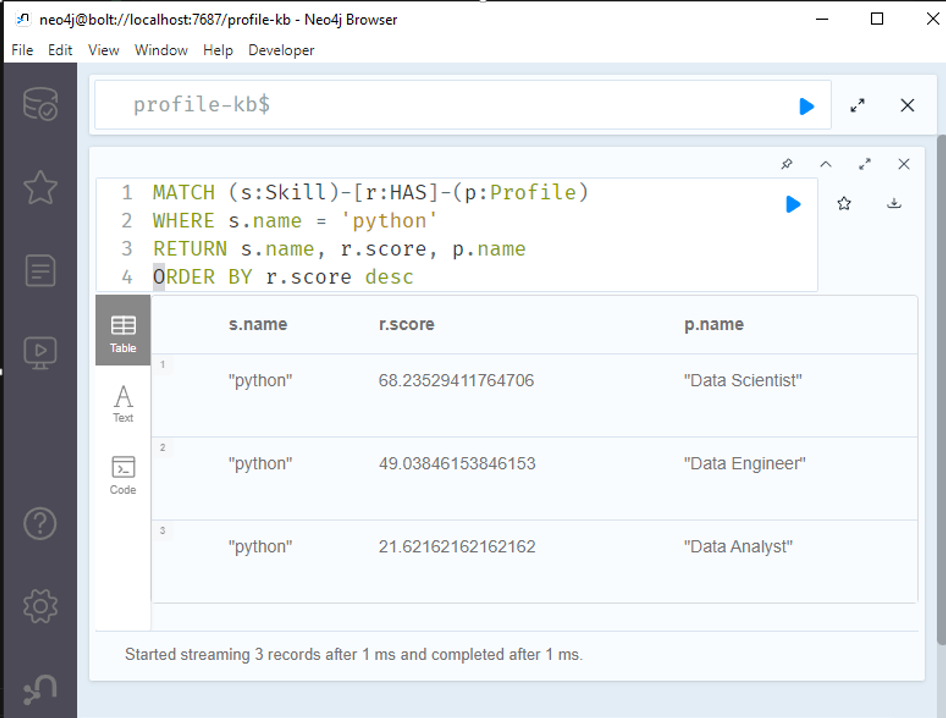 neo4j@bolt://localhost:7687/profile-kb - Neo4j Browser
File Edit View Window Help Developer
profile-kb$
1 MATCH (s:Skill)-[r:HAS]-(p:Profile)
2 WHERE s.name = 'python'
3 RETURN s.name, r.score, p.name
4 ORDER BY r.score desc
Table
Text
Code
s.name r.score p.name
1 "python" 68.23529411764706 "Data Scientist"
2 "python" 49.03846153846153 "Data Engineer"
3 "python" 21.62162162162162 "Data Analyst"
Started streaming 3 records after 1 ms and completed after 1 ms.